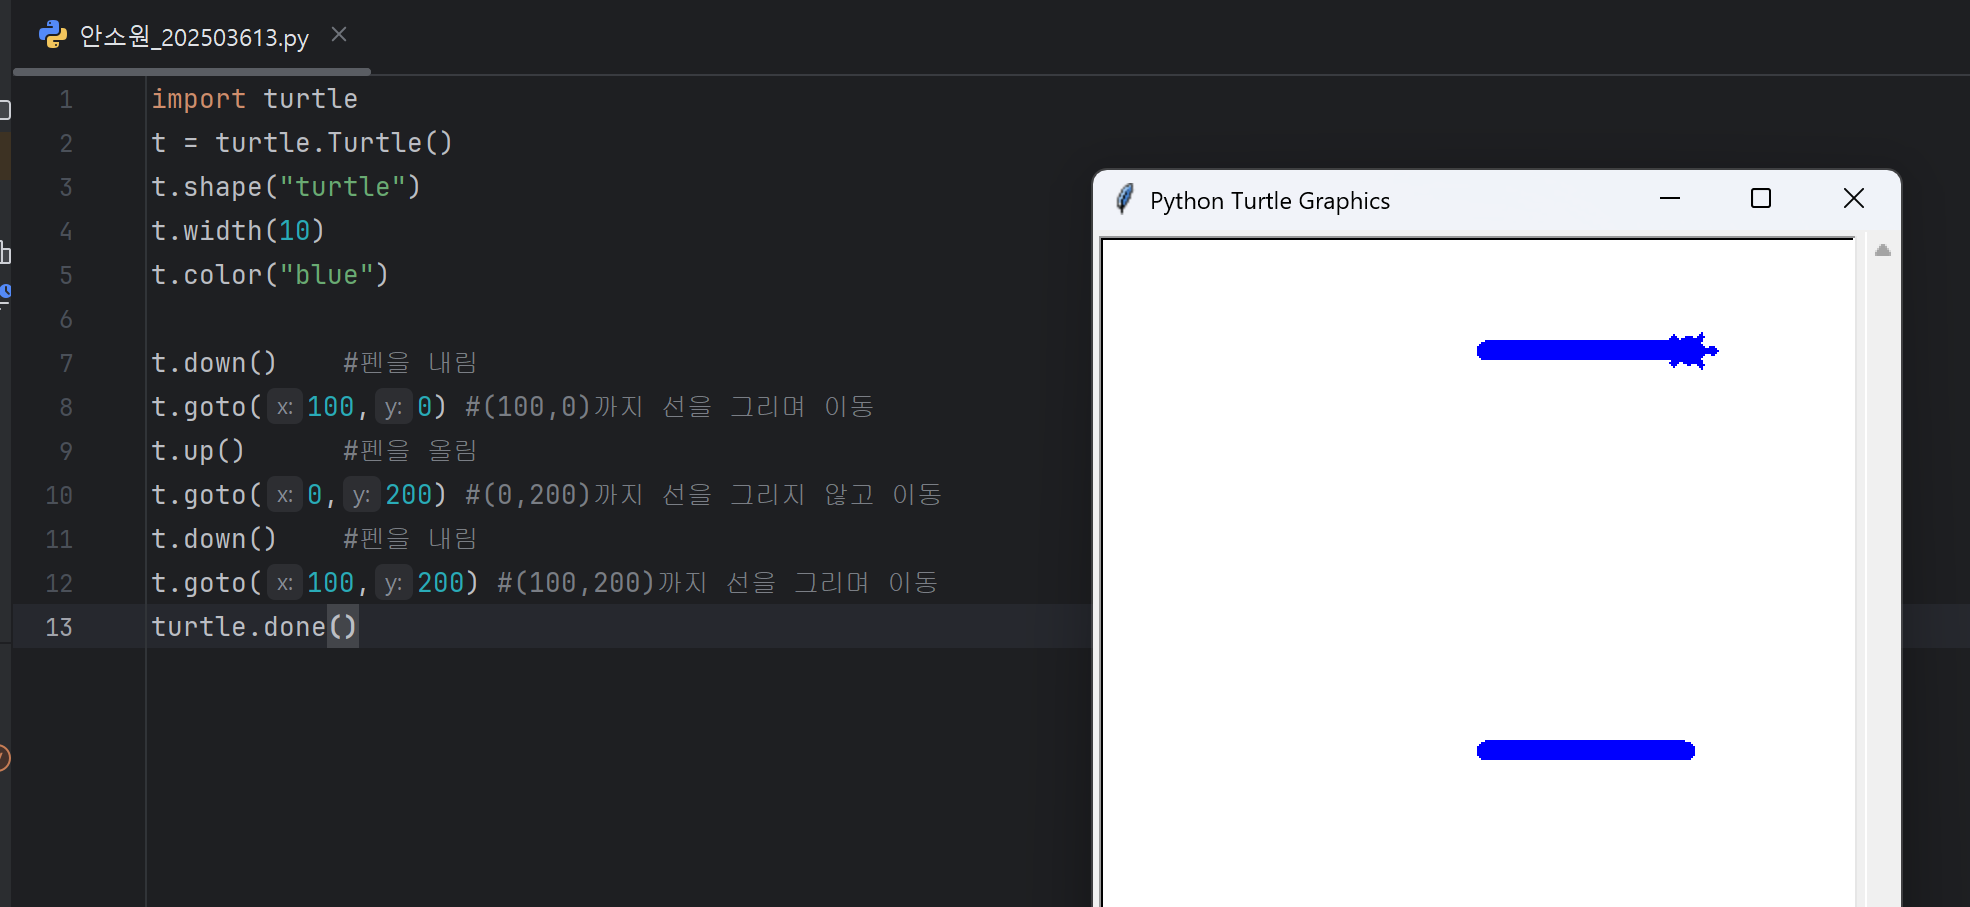 안소원_202503613.py
1 import turtle
2 t = turtle.Turtle()
3 t.shape("turtle")
4 t.width(10)
5 t.color("blue")
6
7 t.down()    #펜을 내림
8 t.goto( x: 100, y: 0) #(100,0)까지 선을 그리며 이동
9 t.up()      #펜을 올림
10 t.goto( x: 0, y: 200) #(0,200)까지 선을 그리지 않고 이동
11 t.down()    #펜을 내림
12 t.goto( x: 100, y: 200) #(100,200)까지 선을 그리며 이동
13 turtle.done()
Python Turtle Graphics